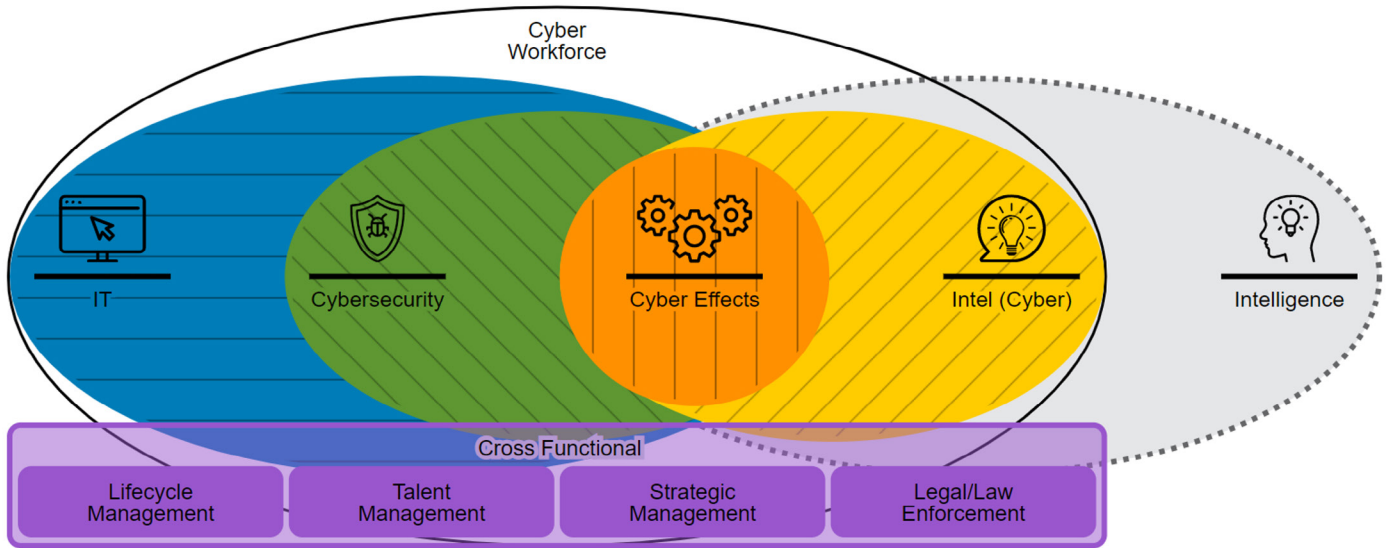 Cyber
Workforce
IT
Cybersecurity
Cyber Effects
Intel (Cyber)
Intelligence
Cross Functional
Lifecycle
Management
Talent
Management
Strategic
Management
Legal/Law
Enforcement